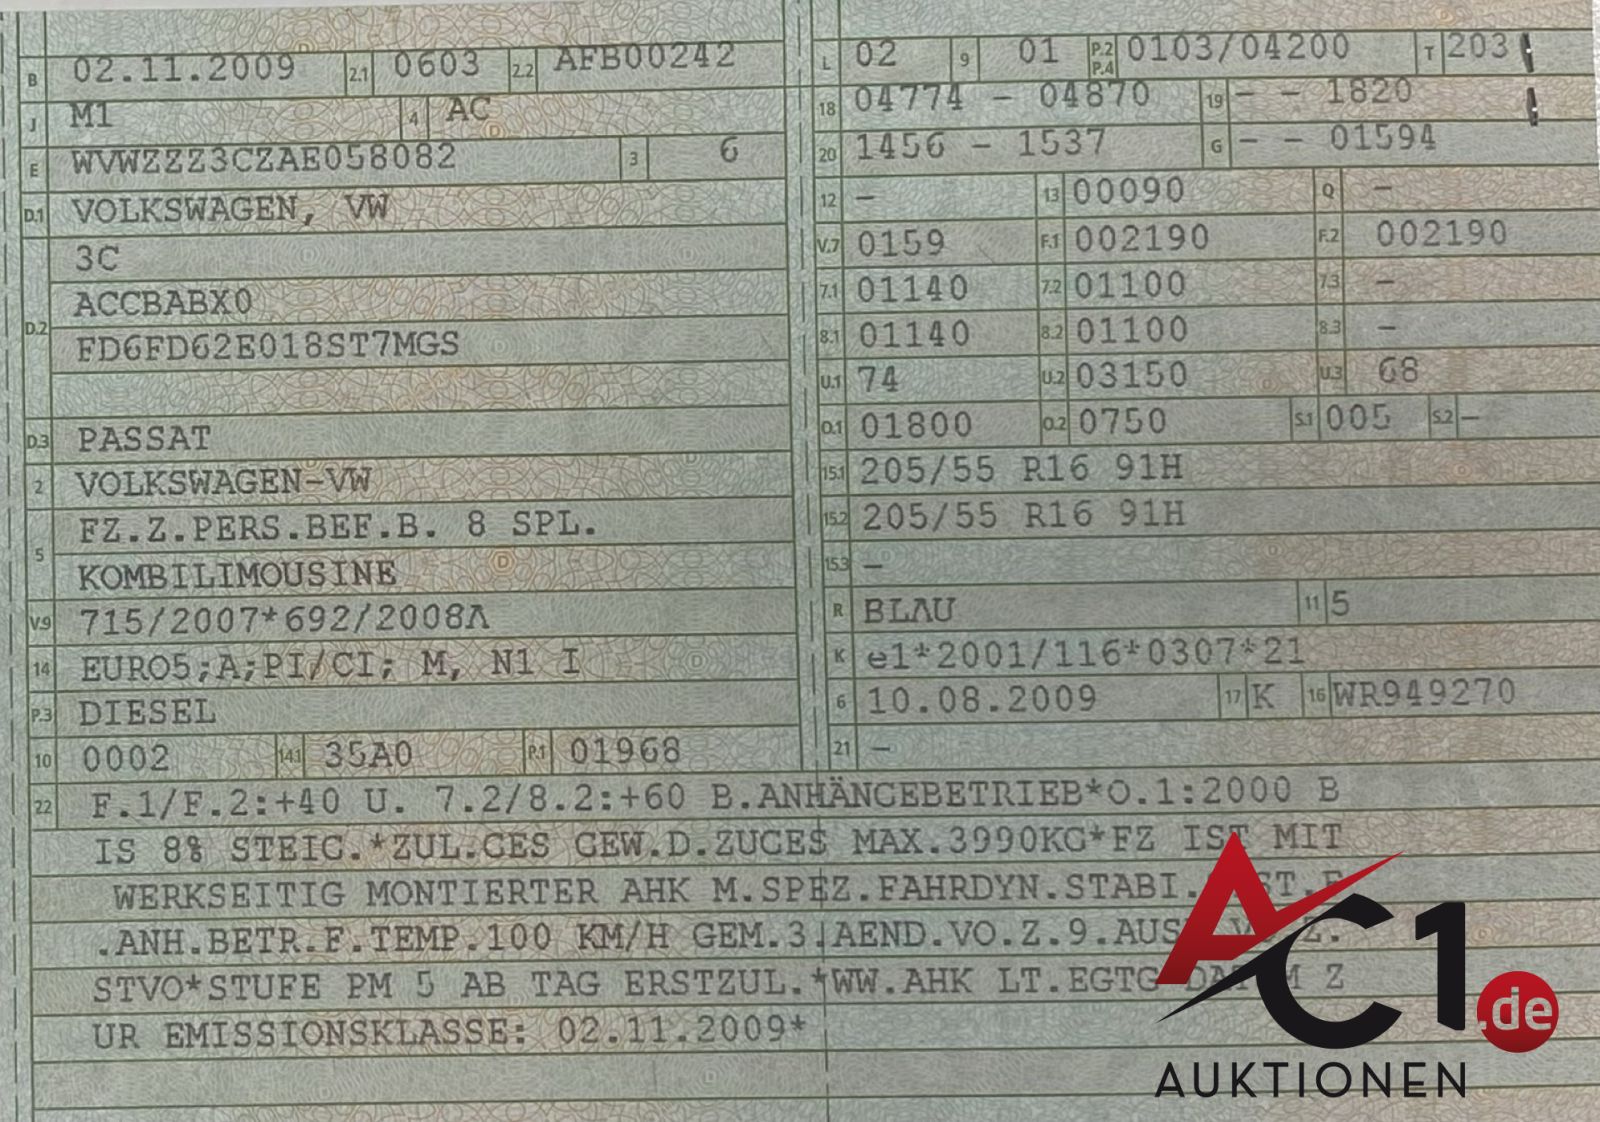 B 02.11.2009 2.1 0603 2.2 AFB00242
J M1 4 AC
E WVWZZZ3CZAE058082 3 6
D.1 VOLKSWAGEN, VW
3C
D.2 ACCBABX0
FD6FD62E018ST7MGS
D.3 PASSAT
2 VOLKSWAGEN-VW
5 FZ.Z.PERS.BEF.B. 8 SPL.
KOMBILIMOUSINE
V.9 715/2007*692/2008A
14 EURO5;A;PI/CI; M, N1 I
P.3 DIESEL
10 0002 14.1 35A0 P.1 01968
L 02 9 01 P.2 P.4 0103/04200 T 203
18 04774 - 04870 19 - - 1820
20 1456 - 1537 G - - 01594
12 - 13 00090 Q -
V.7 0159 F.1 002190 F.2 002190
7.1 01140 7.2 01100 7.3 -
8.1 01140 8.2 01100 8.3 -
U.1 74 U.2 03150 U.3 68
O.1 01800 O.2 0750 S.1 005 S.2 -
15.1 205/55 R16 91H
15.2 205/55 R16 91H
15.3 -
R BLAU 11 5
K e1*2001/116*0307*21
6 10.08.2009 17 K 16 WR949270
21 -
22 F.1/F.2:+40 U. 7.2/8.2:+60 B.ANHÄNGEBETRIEB*O.1:2000 B
IS 8% STEIG.*ZUL.GES GEW.D.ZUGES MAX.3990KG*FZ IST MIT
WERKSEITIG MONTIERTER AHK M.SPEZ.FAHRDYN.STABI.
.ANH.BETR.F.TEMP.100 KM/H GEM.3.AEND.VO.Z.9.AUS
STVO*STUFE PM 5 AB TAG ERSTZUL.*WW.AHK LT.EGTG Z
UR EMISSIONSKLASSE: 02.11.2009*
AC1.de
AUKTIONEN